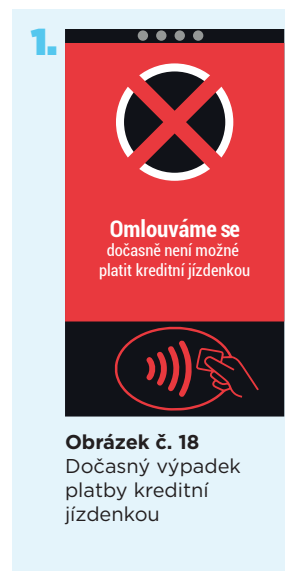 1.
Omlouváme se
dočasně není možné
platit kreditní jízdenkou
Obrázek č. 18
Dočasný výpadek
platby kreditní
jízdenkou